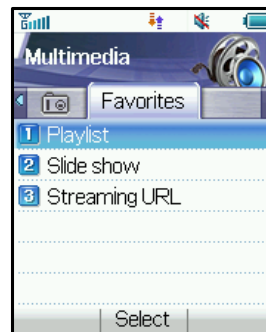 Multimedia
Favorites
1 Playlist
2 Slide show
3 Streaming URL
Select